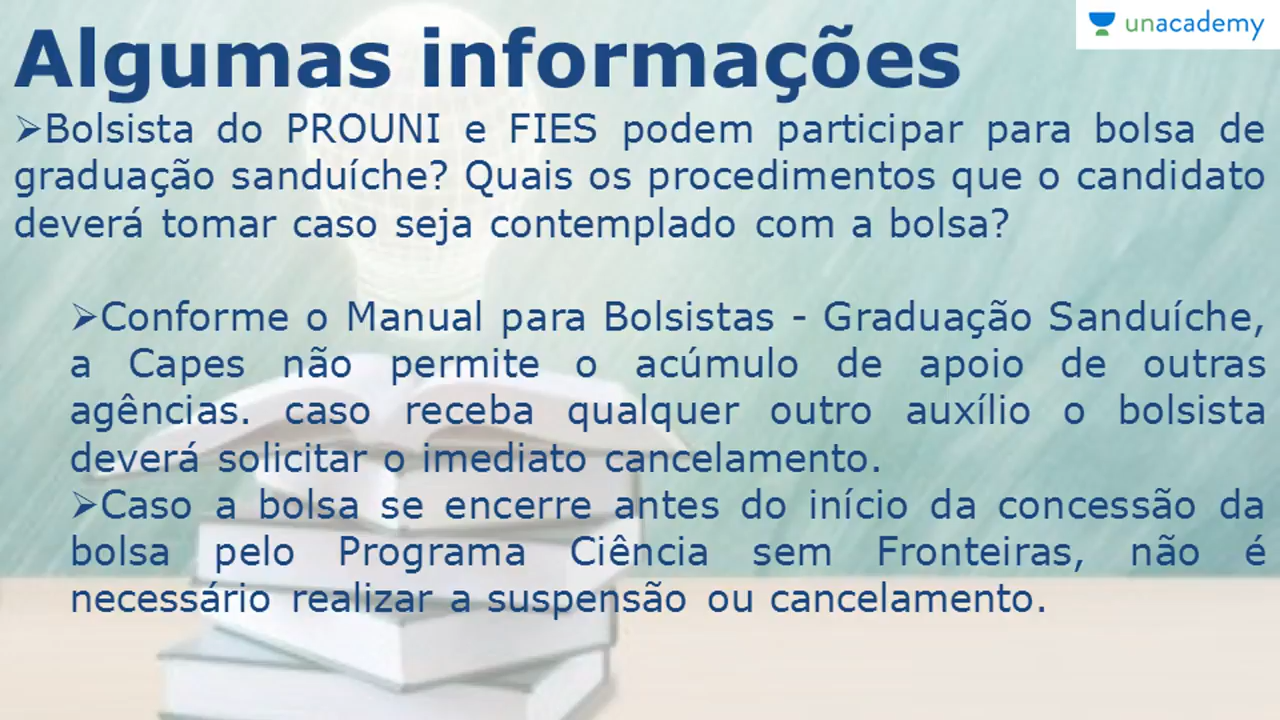 unacademy
Algumas informações
➢Bolsista do PROUNI e FIES podem participar para bolsa de
graduação sanduíche? Quais os procedimentos que o candidato
deverá tomar caso seja contemplado com a bolsa?
➢Conforme o Manual para Bolsistas - Graduação Sanduíche,
a Capes não permite o acúmulo de apoio de outras
agências. caso receba qualquer outro auxílio o bolsista
deverá solicitar o imediato cancelamento.
➢Caso a bolsa se encerre antes do início da concessão da
bolsa pelo Programa Ciência sem Fronteiras, não é
necessário realizar a suspensão ou cancelamento.